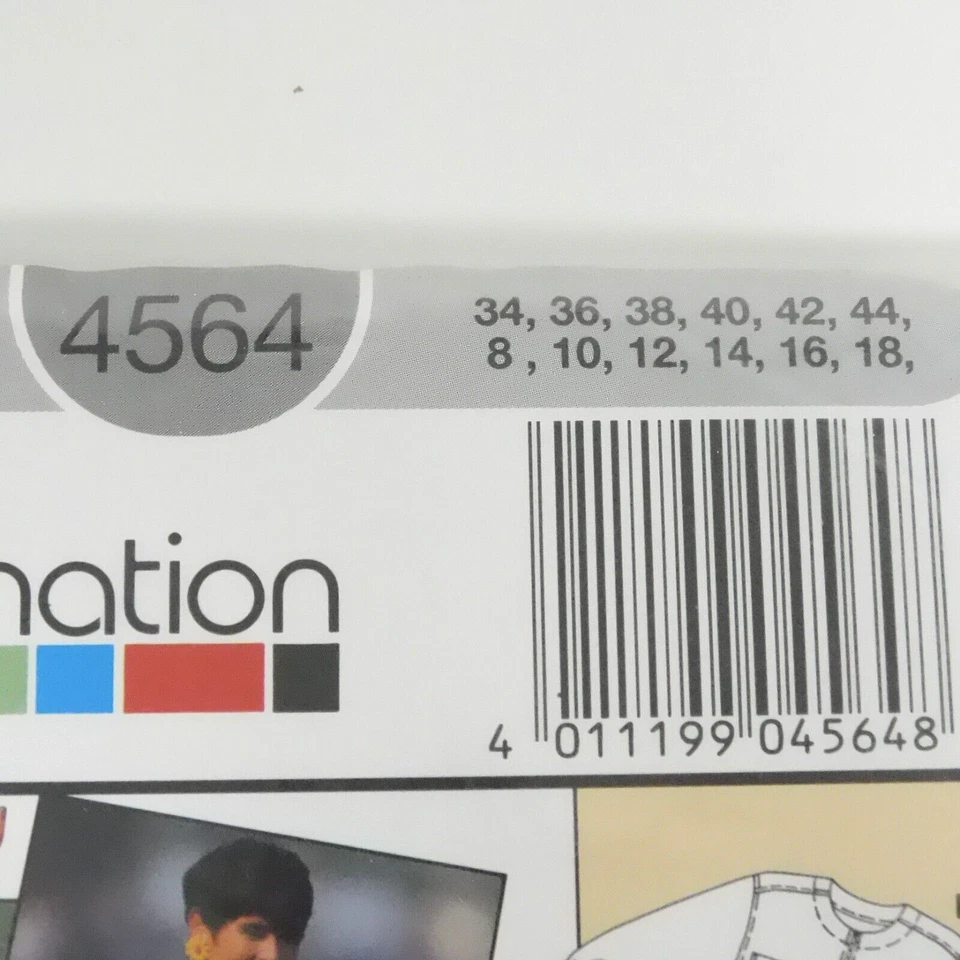 4564
34, 36, 38, 40, 42, 44,
8 , 10, 12, 14, 16, 18,
nation
4 011199 045648